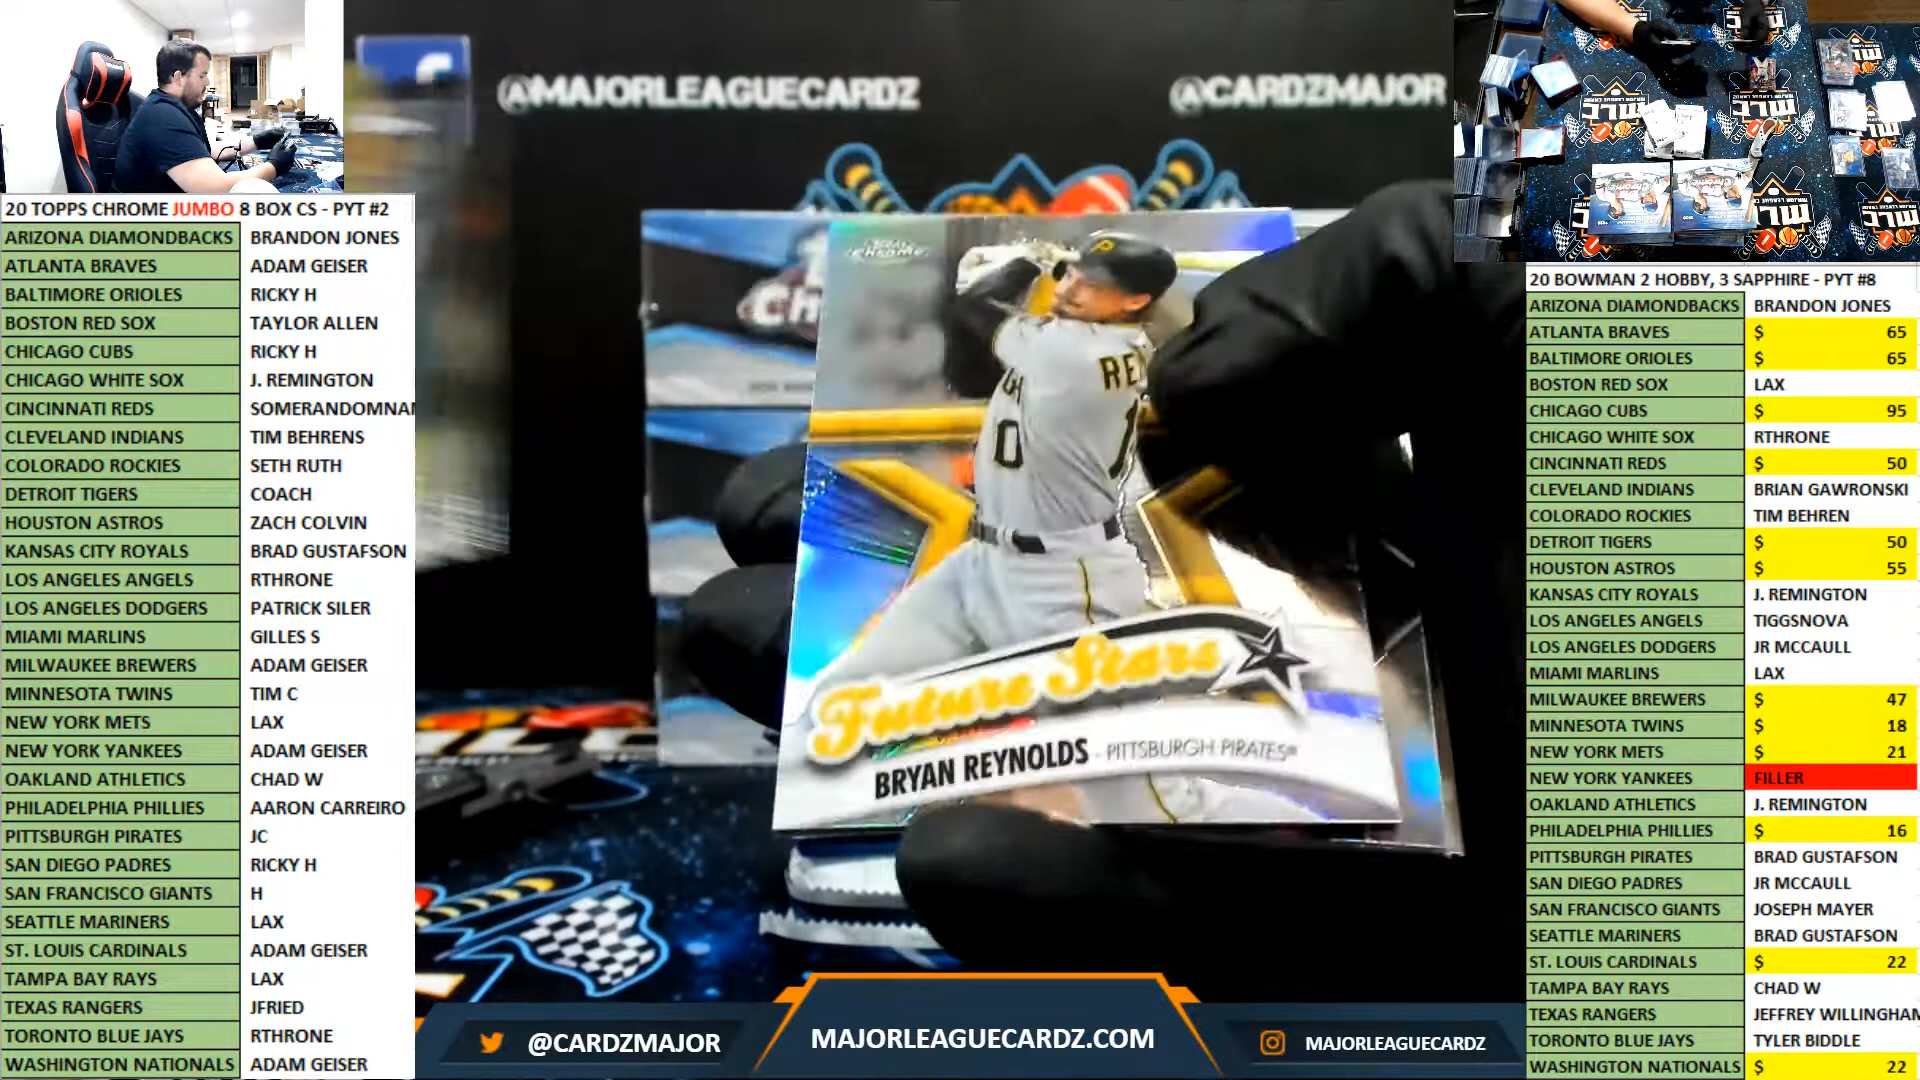 @MAJORLEAGUECARDZ
@CARDZMAJOR
20 TOPPS CHROME JUMBO 8 BOX CS - PYT #2
ARIZONA DIAMONDBACKS BRANDON JONES
ATLANTA BRAVES ADAM GEISER
BALTIMORE ORIOLES RICKY H
BOSTON RED SOX TAYLOR ALLEN
CHICAGO CUBS RICKY H
CHICAGO WHITE SOX J. REMINGTON
CINCINNATI REDS SOMERANDOMNA
CLEVELAND INDIANS TIM BEHRENS
COLORADO ROCKIES SETH RUTH
DETROIT TIGERS COACH
HOUSTON ASTROS ZACH COLVIN
KANSAS CITY ROYALS BRAD GUSTAFSON
LOS ANGELES ANGELS RTHRONE
LOS ANGELES DODGERS PATRICK SILER
MIAMI MARLINS GILLES S
MILWAUKEE BREWERS ADAM GEISER
MINNESOTA TWINS TIM C
NEW YORK METS LAX
NEW YORK YANKEES ADAM GEISER
OAKLAND ATHLETICS CHAD W
PHILADELPHIA PHILLIES AARON CARREIRO
PITTSBURGH PIRATES JC
SAN DIEGO PADRES RICKY H
SAN FRANCISCO GIANTS H
SEATTLE MARINERS LAX
ST. LOUIS CARDINALS ADAM GEISER
TAMPA BAY RAYS LAX
TEXAS RANGERS JFRIED
TORONTO BLUE JAYS RTHRONE
WASHINGTON NATIONALS ADAM GEISER
Chrome
P
RE
0 1
Future Stars
BRYAN REYNOLDS - PITTSBURGH PIRATES®
@CARDZMAJOR
MAJORLEAGUECARDZ.COM
MAJORLEAGUECARDZ
20 BOWMAN 2 HOBBY, 3 SAPPHIRE - PYT #8
ARIZONA DIAMONDBACKS BRANDON JONES
ATLANTA BRAVES $ 65
BALTIMORE ORIOLES $ 65
BOSTON RED SOX LAX
CHICAGO CUBS $ 95
CHICAGO WHITE SOX RTHRONE
CINCINNATI REDS $ 50
CLEVELAND INDIANS BRIAN GAWRONSKI
COLORADO ROCKIES TIM BEHREN
DETROIT TIGERS $ 50
HOUSTON ASTROS $ 55
KANSAS CITY ROYALS J. REMINGTON
LOS ANGELES ANGELS TIGGSNOVA
LOS ANGELES DODGERS JR MCCAULL
MIAMI MARLINS LAX
MILWAUKEE BREWERS $ 47
MINNESOTA TWINS $ 18
NEW YORK METS $ 21
NEW YORK YANKEES FILLER
OAKLAND ATHLETICS J. REMINGTON
PHILADELPHIA PHILLIES $ 16
PITTSBURGH PIRATES BRAD GUSTAFSON
SAN DIEGO PADRES JR MCCAULL
SAN FRANCISCO GIANTS JOSEPH MAYER
SEATTLE MARINERS BRAD GUSTAFSON
ST. LOUIS CARDINALS $ 22
TAMPA BAY RAYS CHAD W
TEXAS RANGERS JEFFREY WILLINGHAM
TORONTO BLUE JAYS TYLER BIDDLE
WASHINGTON NATIONALS $ 22